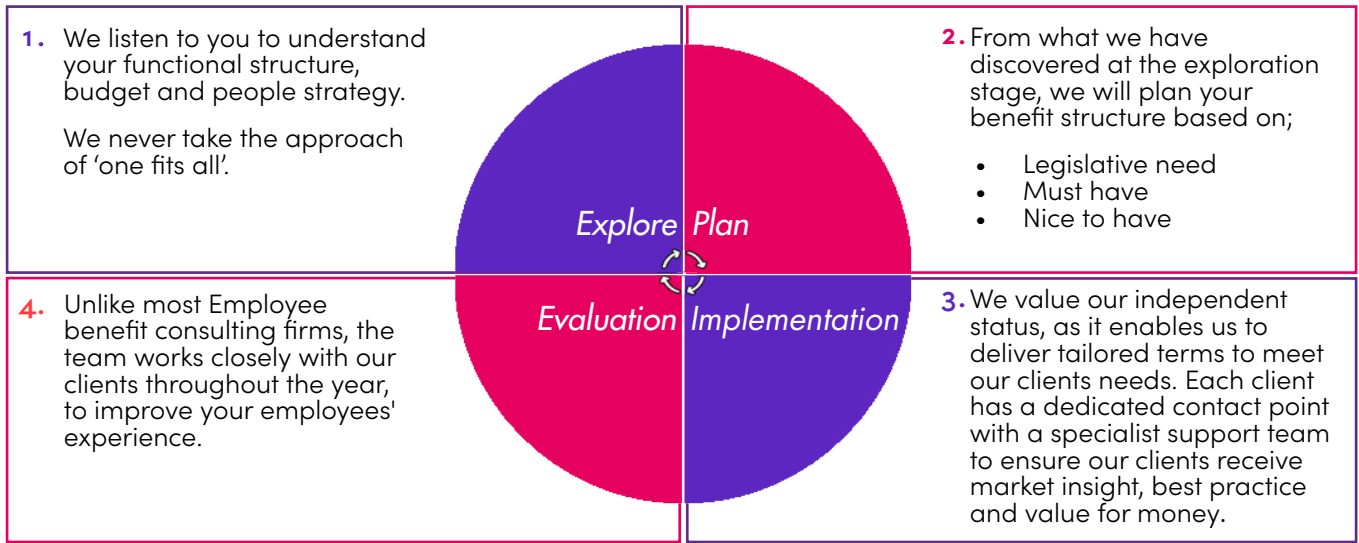 1. We listen to you to understand
your functional structure,
budget and people strategy.
We never take the approach
of ‘one fits all’.
2. From what we have
discovered at the exploration
stage, we will plan your
benefit structure based on;
• Legislative need
• Must have
• Nice to have
Explore
Plan
Evaluation
Implementation
3. We value our independent
status, as it enables us to
deliver tailored terms to meet
our clients needs. Each client
has a dedicated contact point
with a specialist support team
to ensure our clients receive
market insight, best practice
and value for money.
4. Unlike most Employee
benefit consulting firms, the
team works closely with our
clients throughout the year,
to improve your employees'
experience.